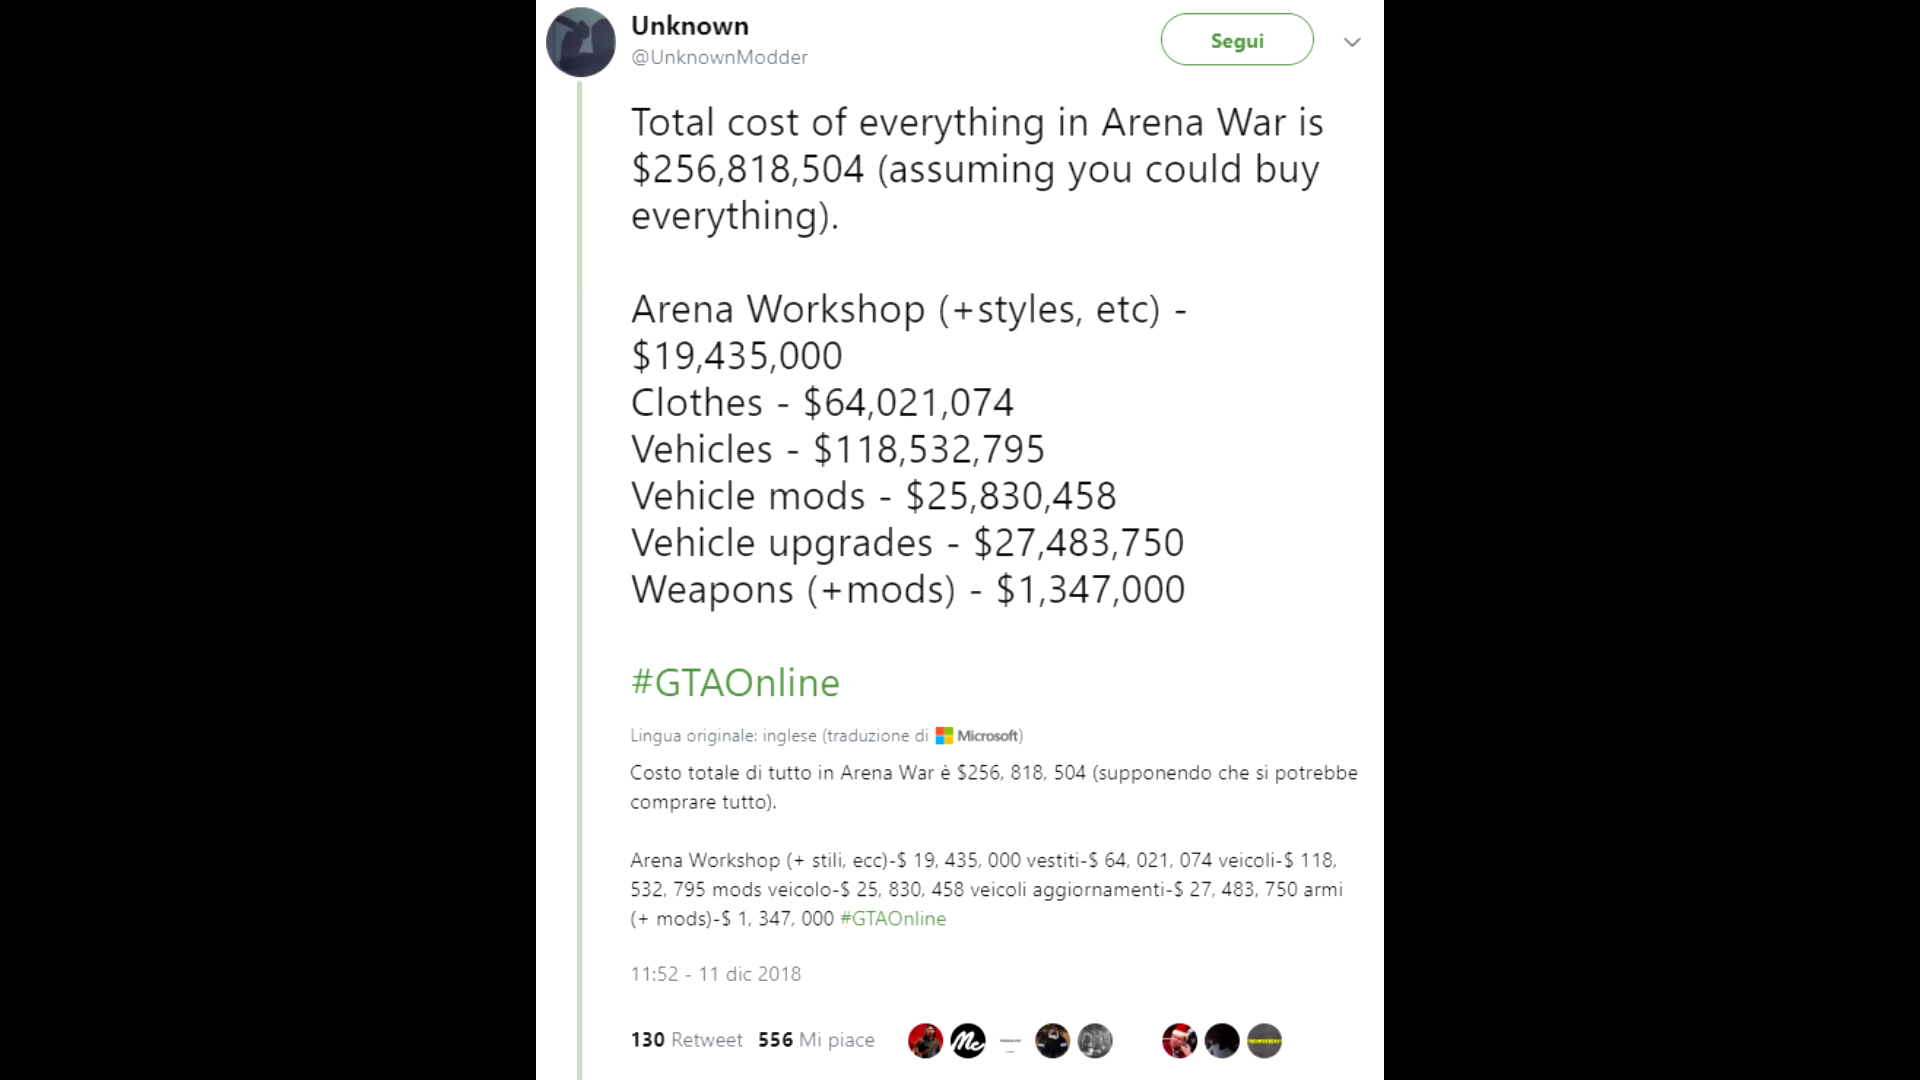 Unknown
@UnknownModder
Segui
Total cost of everything in Arena War is
$256,818,504 (assuming you could buy
everything).
Arena Workshop (+styles, etc) -
$19,435,000
Clothes - $64,021,074
Vehicles - $118,532,795
Vehicle mods - $25,830,458
Vehicle upgrades - $27,483,750
Weapons (+mods) - $1,347,000
#GTAOnline
Lingua originale: inglese (traduzione di Microsoft)
Costo totale di tutto in Arena War è $256, 818, 504 (supponendo che si potrebbe
comprare tutto).
Arena Workshop (+ stili, ecc)-$ 19, 435, 000 vestiti-$ 64, 021, 074 veicoli-$ 118,
532, 795 mods veicolo-$ 25, 830, 458 veicoli aggiornamenti-$ 27, 483, 750 armi
(+ mods)-$ 1, 347, 000 #GTAOnline
11:52 - 11 dic 2018
130 Retweet 556 Mi piace
Mc